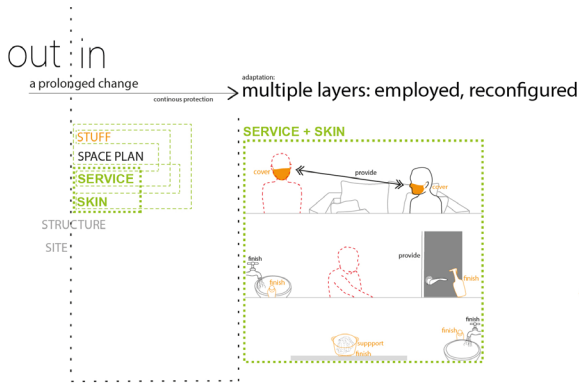 out in
a prolonged change
continous protection
adaptation:
multiple layers: employed, reconfigured
STUFF
SPACE PLAN
SERVICE
SKIN
STRUCTURE
SITE
SERVICE + SKIN
cover
provide
cover
finish
finish
provide
finish
suppport
finish
finish
finish